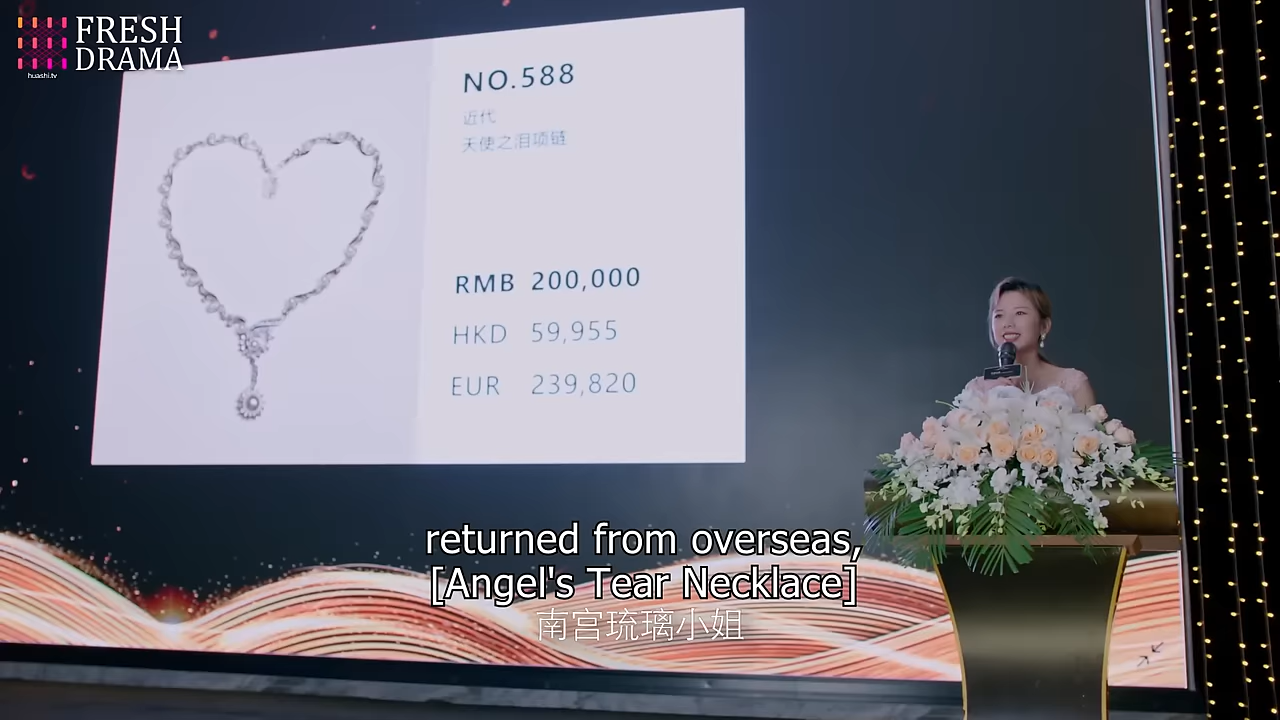 FRESH
DRAMA
huashi.tv
NO.588
近代
天使之泪项链
RMB 200,000
HKD 59,955
EUR 239,820
returned from overseas,
[Angel's Tear Necklace]
南宫琉璃小姐